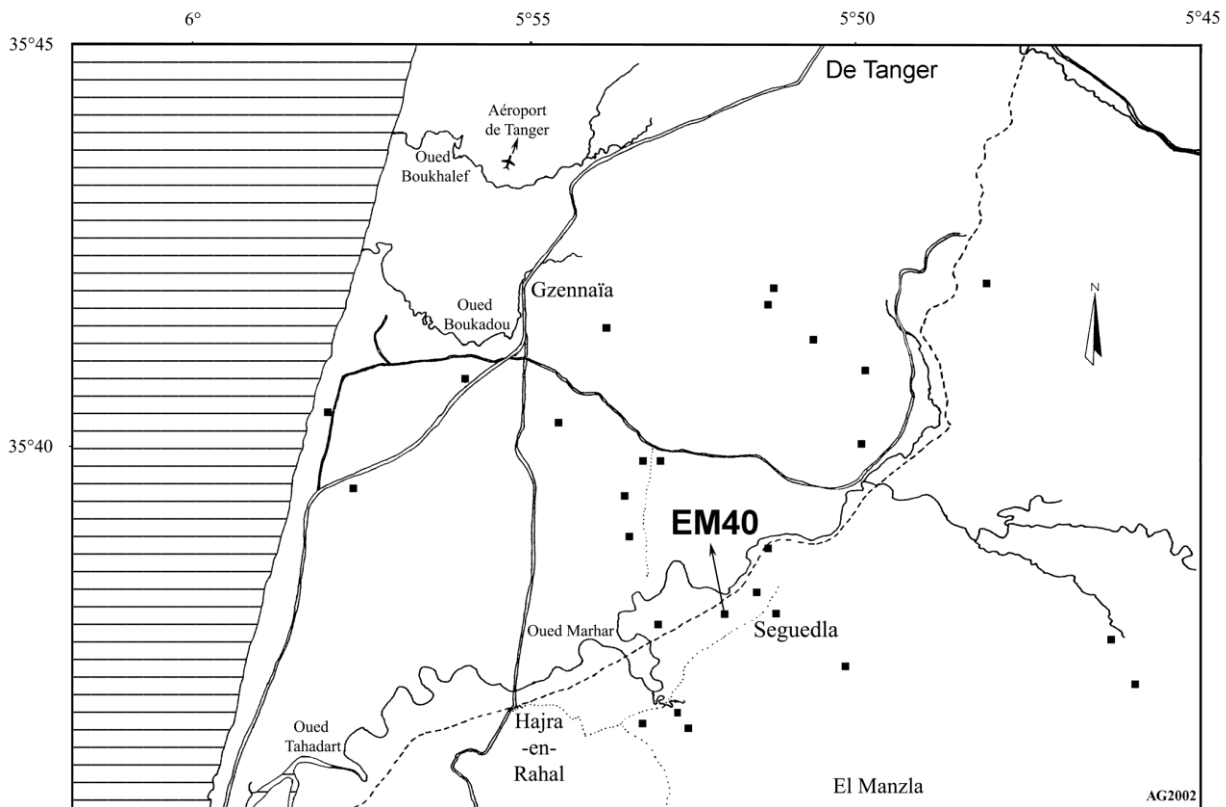 6°
5°55
5°50
5°45
35°45
De Tanger
Aéroport
de Tanger
Oued
Boukhalef
Gzennaïa
N
Oued
Boukadou
35°40
EM40
Oued Marhar
Seguedla
Hajra
-en-
Rahal
Oued
Tahadart
El Manzla
AG2002